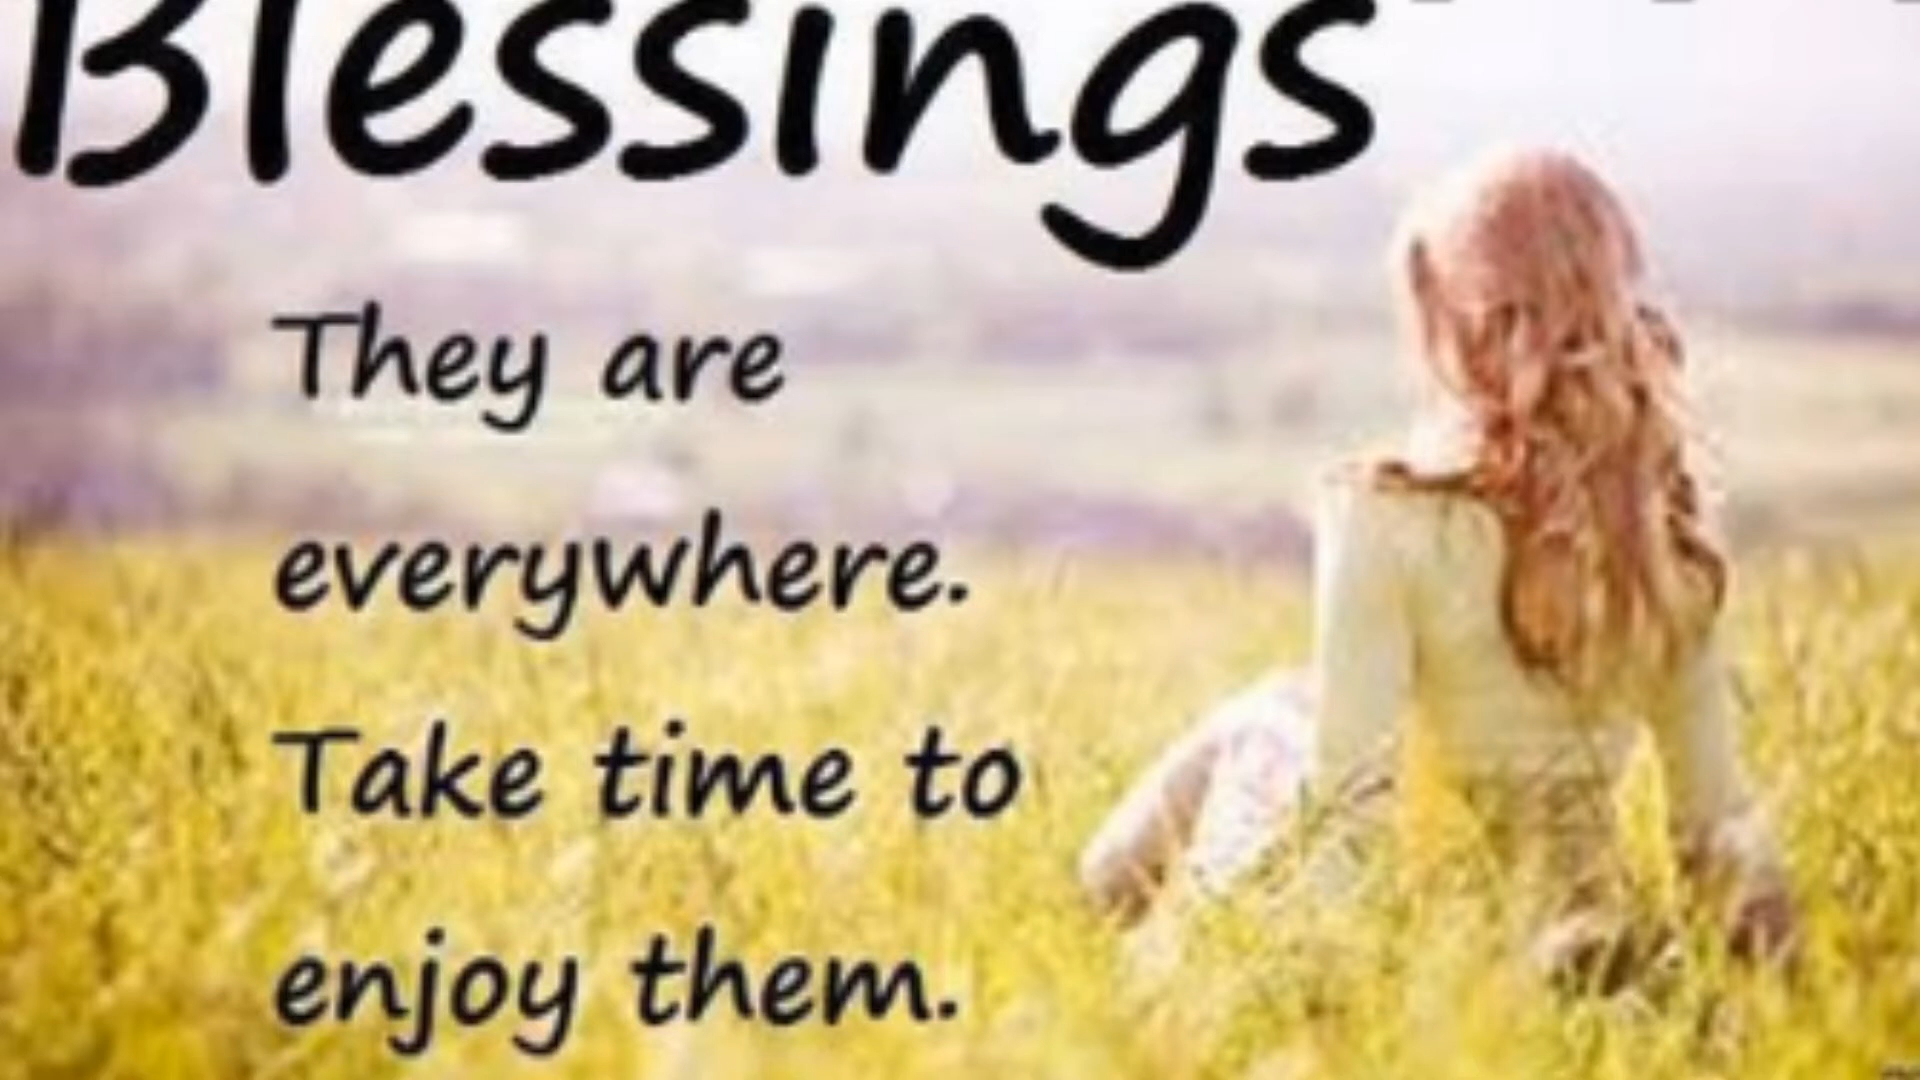 Blessings
They are
everywhere.
Take time to
enjoy them.